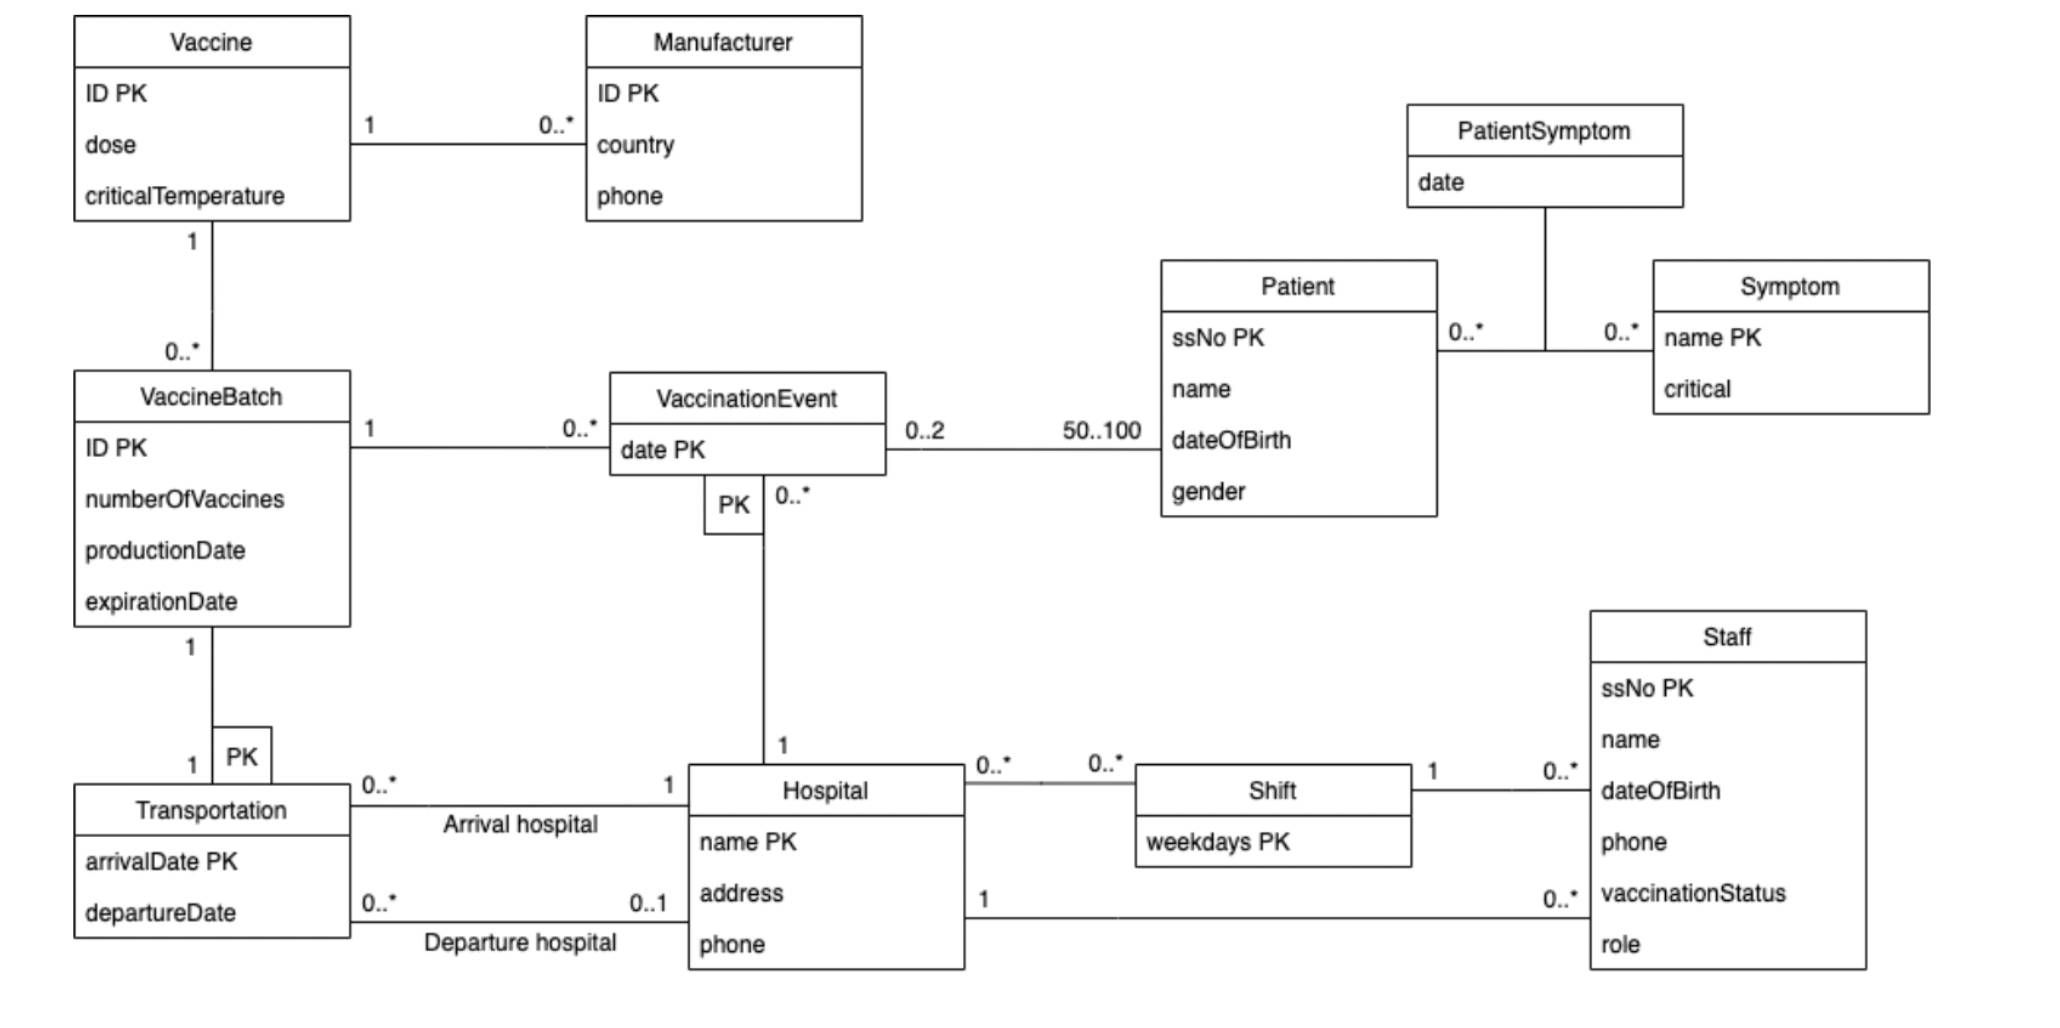 Vaccine
ID PK
dose
criticalTemperature
1
0..*
Manufacturer
ID PK
country
phone
1
0..*
PatientSymptom
date
Patient
ssNo PK
name
dateOfBirth
gender
0..*
0..*
Symptom
name PK
critical
VaccineBatch
ID PK
numberOfVaccines
productionDate
expirationDate
1
0..*
VaccinationEvent
date PK
0..2
50..100
PK
0..*
1
1
PK
1
Transportation
arrivalDate PK
departureDate
0..*
1
Arrival hospital
0..*
0..1
Departure hospital
Hospital
name PK
address
phone
0..*
0..*
Shift
weekdays PK
1
0..*
1
0..*
Staff
ssNo PK
name
dateOfBirth
phone
vaccinationStatus
role